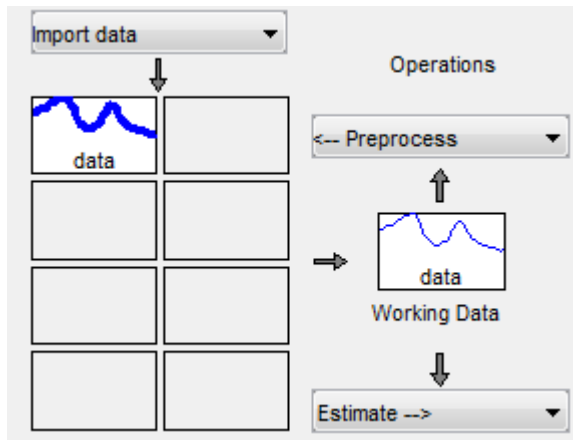 Import data
Operations
data
<-- Preprocess
data
Working Data
Estimate -->